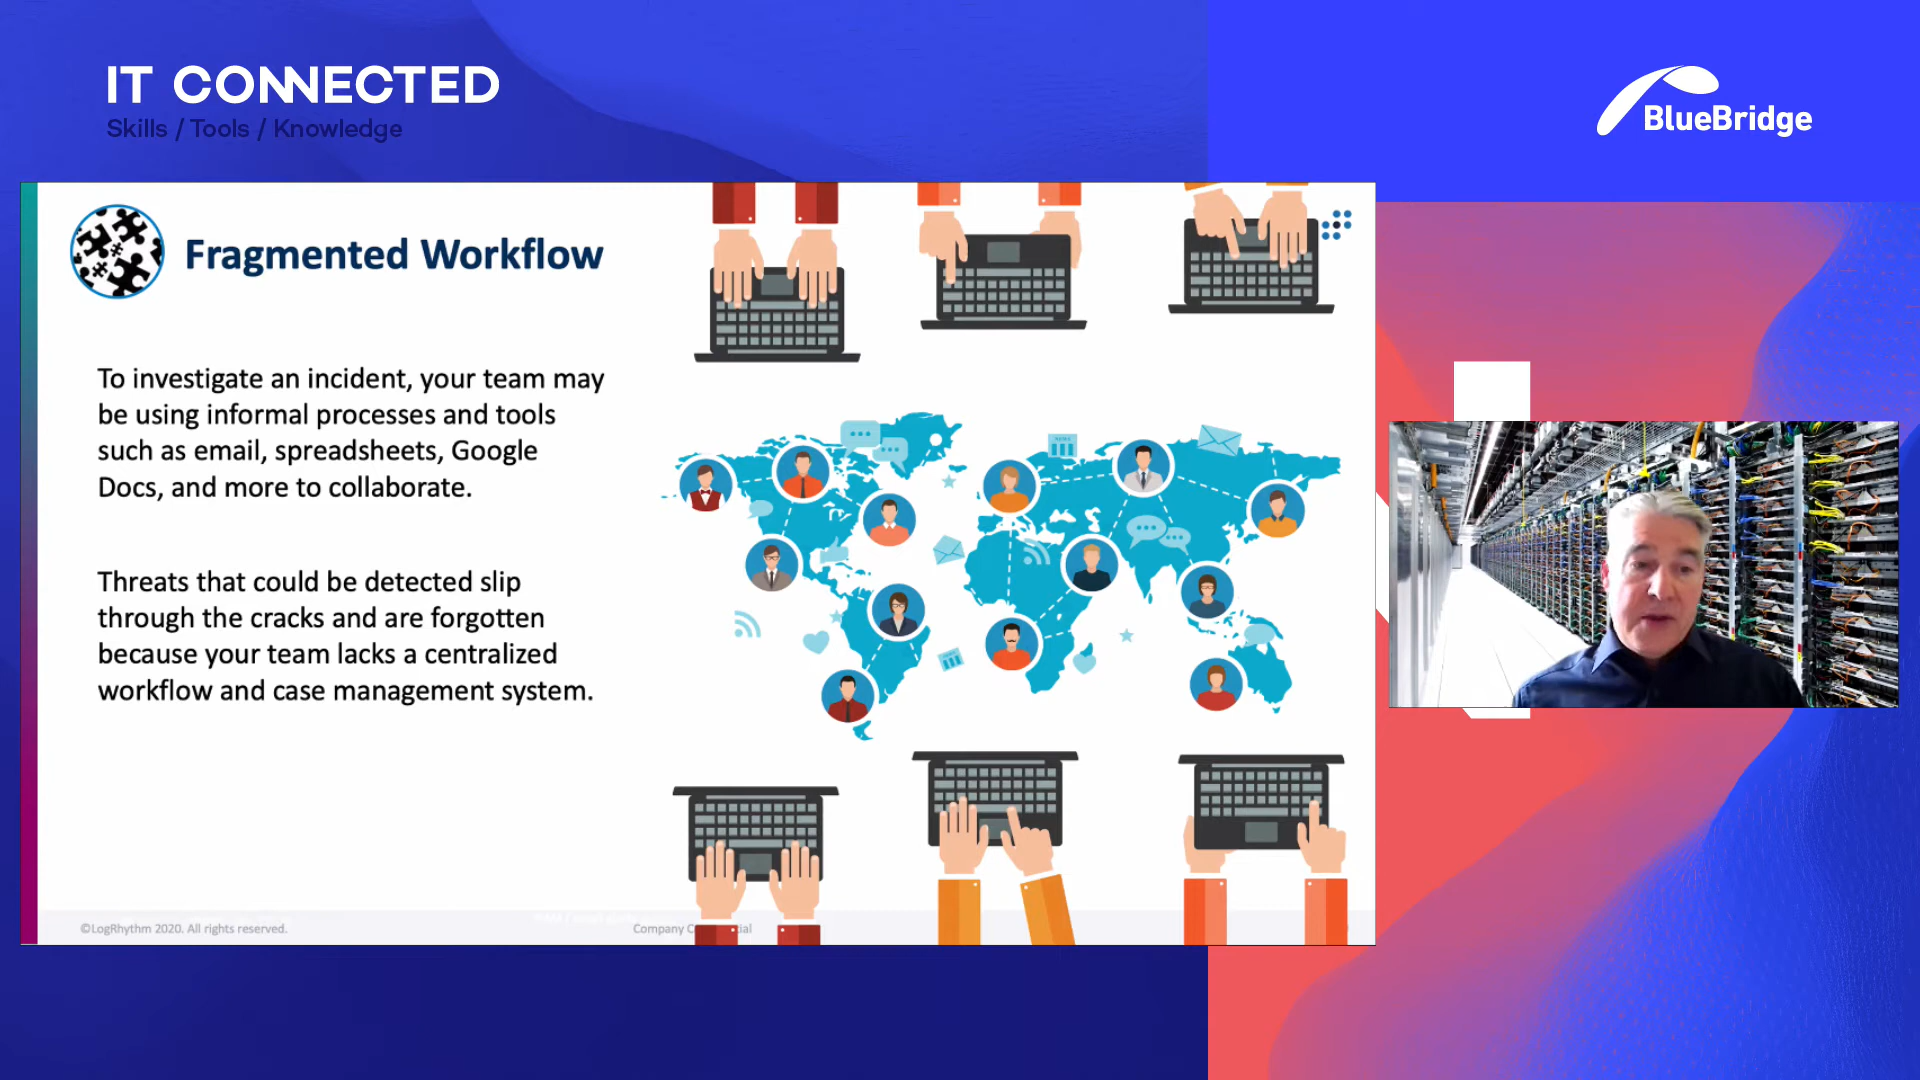 IT CONNECTED
Skills / Tools / Knowledge
BlueBridge
Fragmented Workflow
To investigate an incident, your team may
be using informal processes and tools
such as email, spreadsheets, Google
Docs, and more to collaborate.
Threats that could be detected slip
through the cracks and are forgotten
because your team lacks a centralized
workflow and case management system.
NEWS
©LogRhythm 2020. All rights reserved.
Company